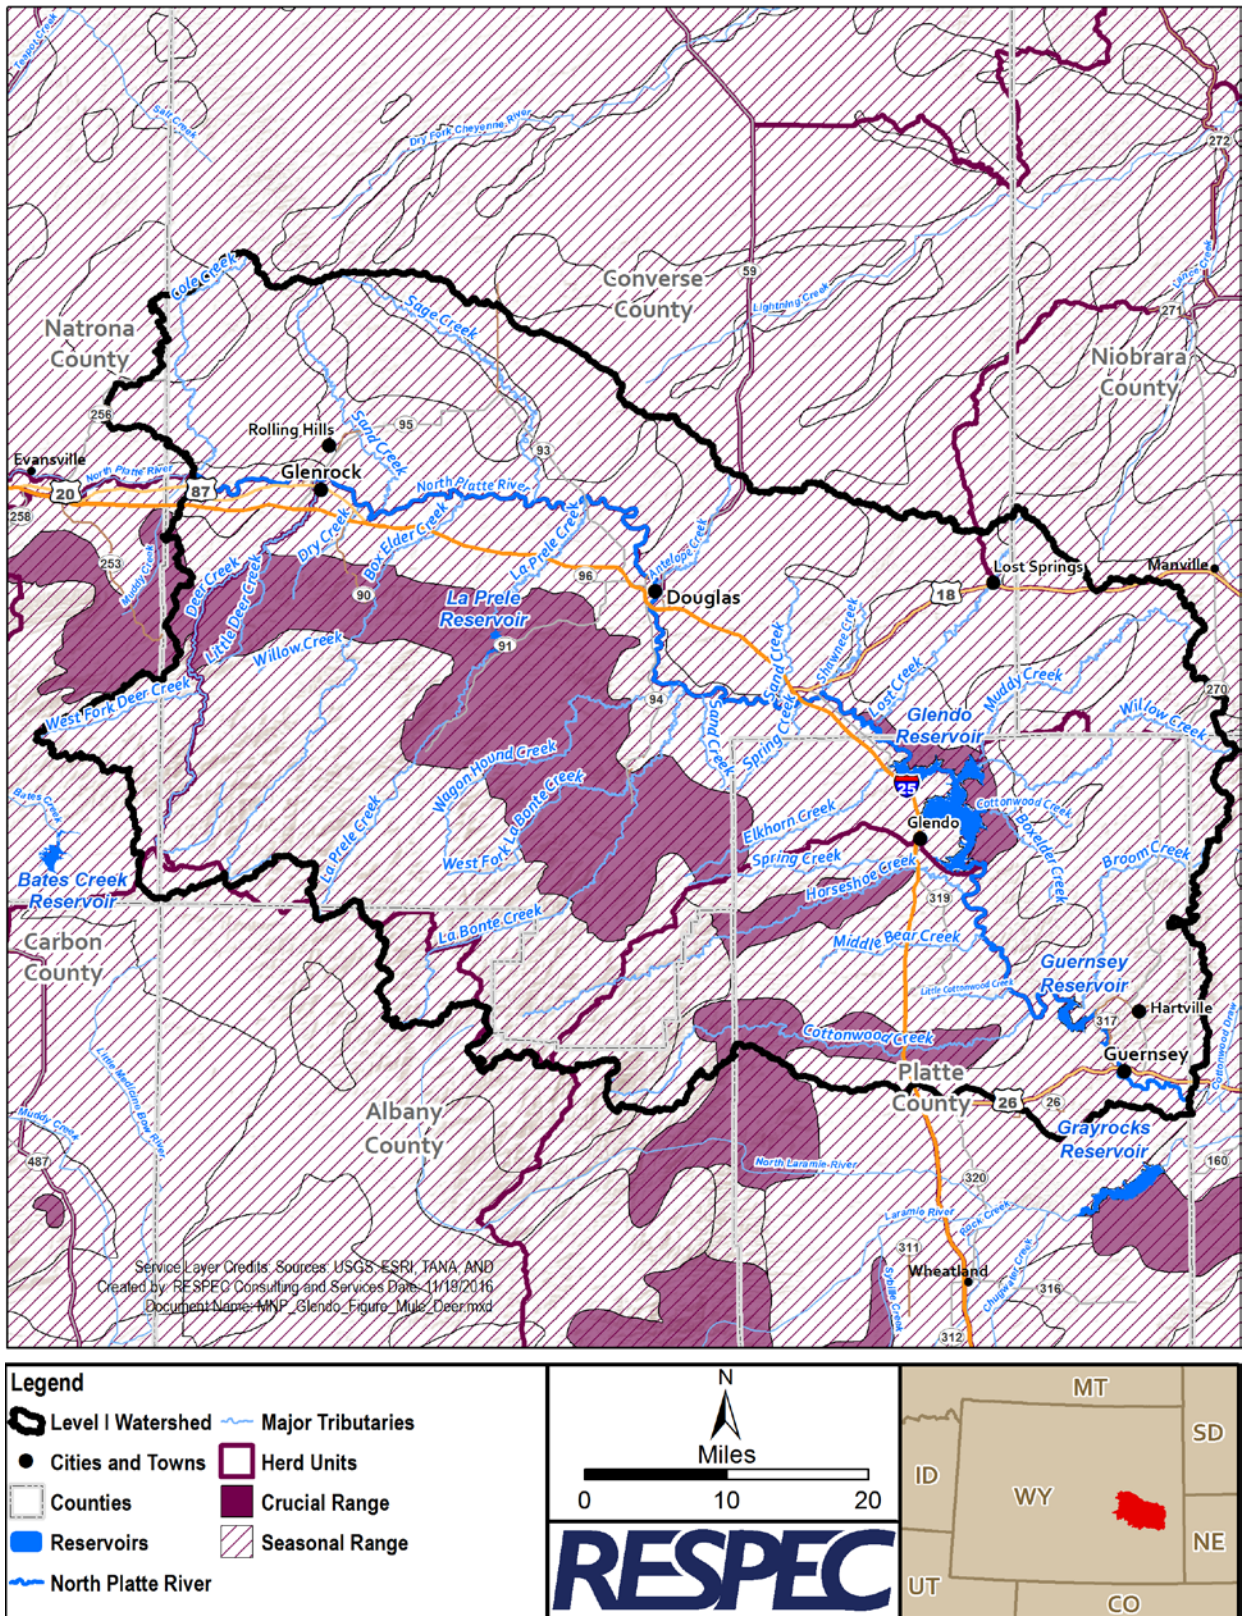 Teapot Creek
Salt Creek
Dry Fork Cheyenne River
272
Cole Creek
Converse
County
59
Lightning Creek
Lance Creek
271
Sage Creek
Natrona
County
Niobrara
County
256
Rolling Hills
95
Sand Creek
93
Evansville
North Platte River
Glenrock
20
87
North Platte River
258
Dry Creek
Box Elder Creek
La Prele Creek
Antelope Creek
253
Muddy Creek
Deer Creek
Little Deer Creek
90
96
Lost Springs
Manville
18
Douglas
La Prele
Reservoir
91
Willow Creek
Sand Creek
Shawnee Creek
Lost Creek
Muddy Creek
270
West Fork Deer Creek
94
Sand Creek
Spring Creek
Glendo
Reservoir
Willow Creek
Wagon Hound Creek
25
Bates Creek
La Prele Creek
West Fork La Bonte Creek
Elkhorn Creek
Glendo
Cottonwood Creek
Boxelder Creek
Broom Creek
Bates Creek
Reservoir
Spring Creek
Horseshoe Creek
319
La Bonte Creek
Middle Bear Creek
Carbon
County
Guernsey
Reservoir
Little Cottonwood Creek
Hartville
317
Cottonwood Creek
Cottonwood Draw
Guernsey
Little Medicine Bow River
Platte
County
26
26
Albany
County
Muddy Creek
Grayrocks
Reservoir
487
North Laramie River
160
320
Laramie River
Rock Creek
311
Sybille Creek
Wheatland
Chugwater Creek
316
312
Service Layer Credits: Sources: USGS, ESRI, TANA, AND
Created by: RESPEC Consulting and Services Date: 11/19/2016
Document Name: MNP_Glendo_Figure_Mule_Deer.mxd
Legend
Level I Watershed
Major Tributaries
Cities and Towns
Herd Units
Counties
Crucial Range
Reservoirs
Seasonal Range
North Platte River
N
Miles
0 10 20
RESPEC
MT
SD
ID
WY
NE
UT
CO